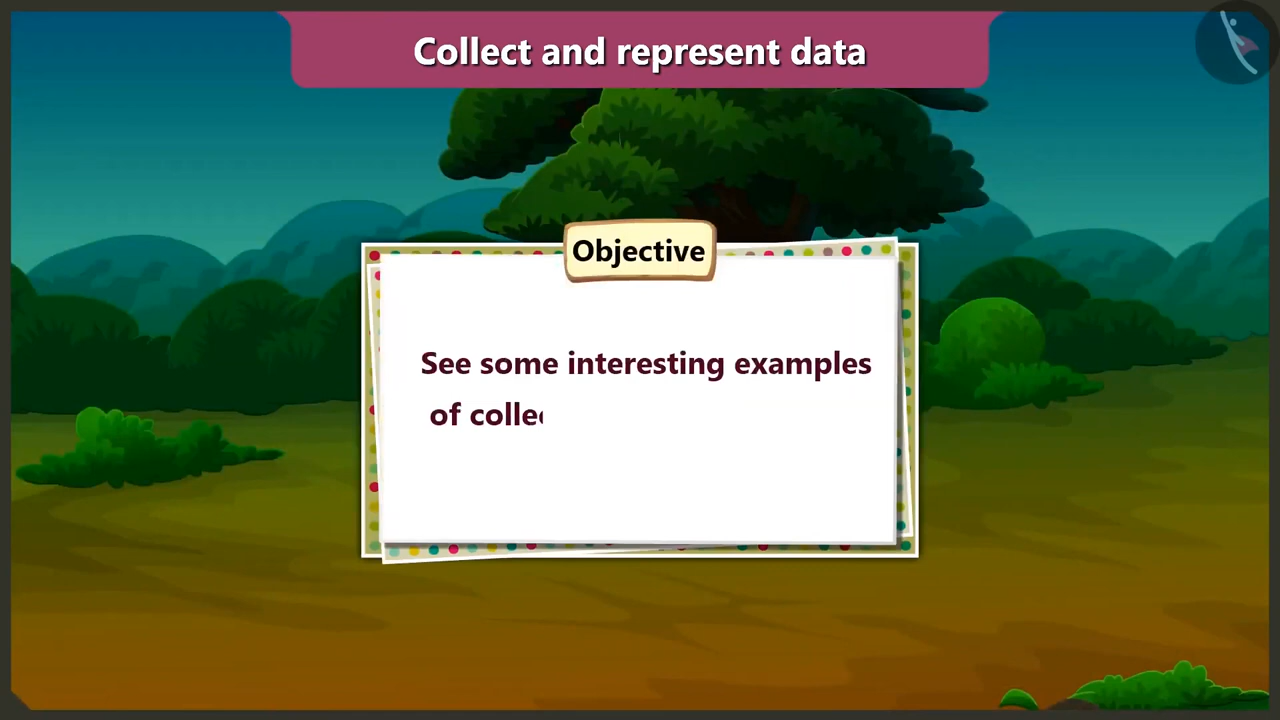 Collect and represent data
Objective
See some interesting examples
of colle